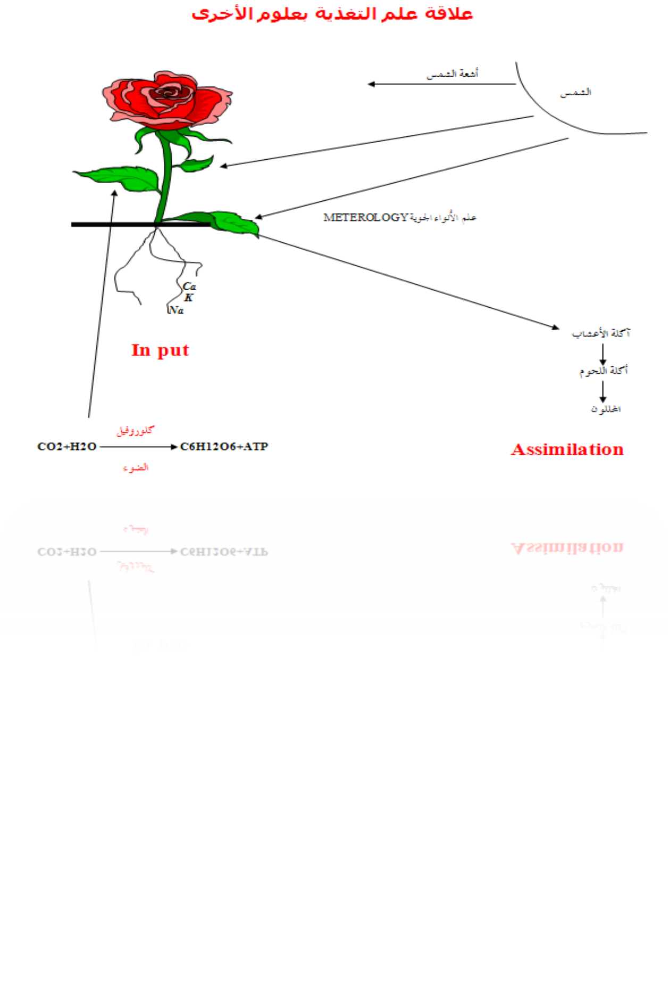 علاقة علم التغذية بعلوم الأخرى
أشعة الشمس
الشمس
علم الأنواء الجوية METEROLOGY
Ca
K
Na
In put
آكلة الأعشاب
أكلة اللحوم
المحللون
كلوروفيل
CO2+H2O
C6H12O6+ATP
الضوء
Assimilation